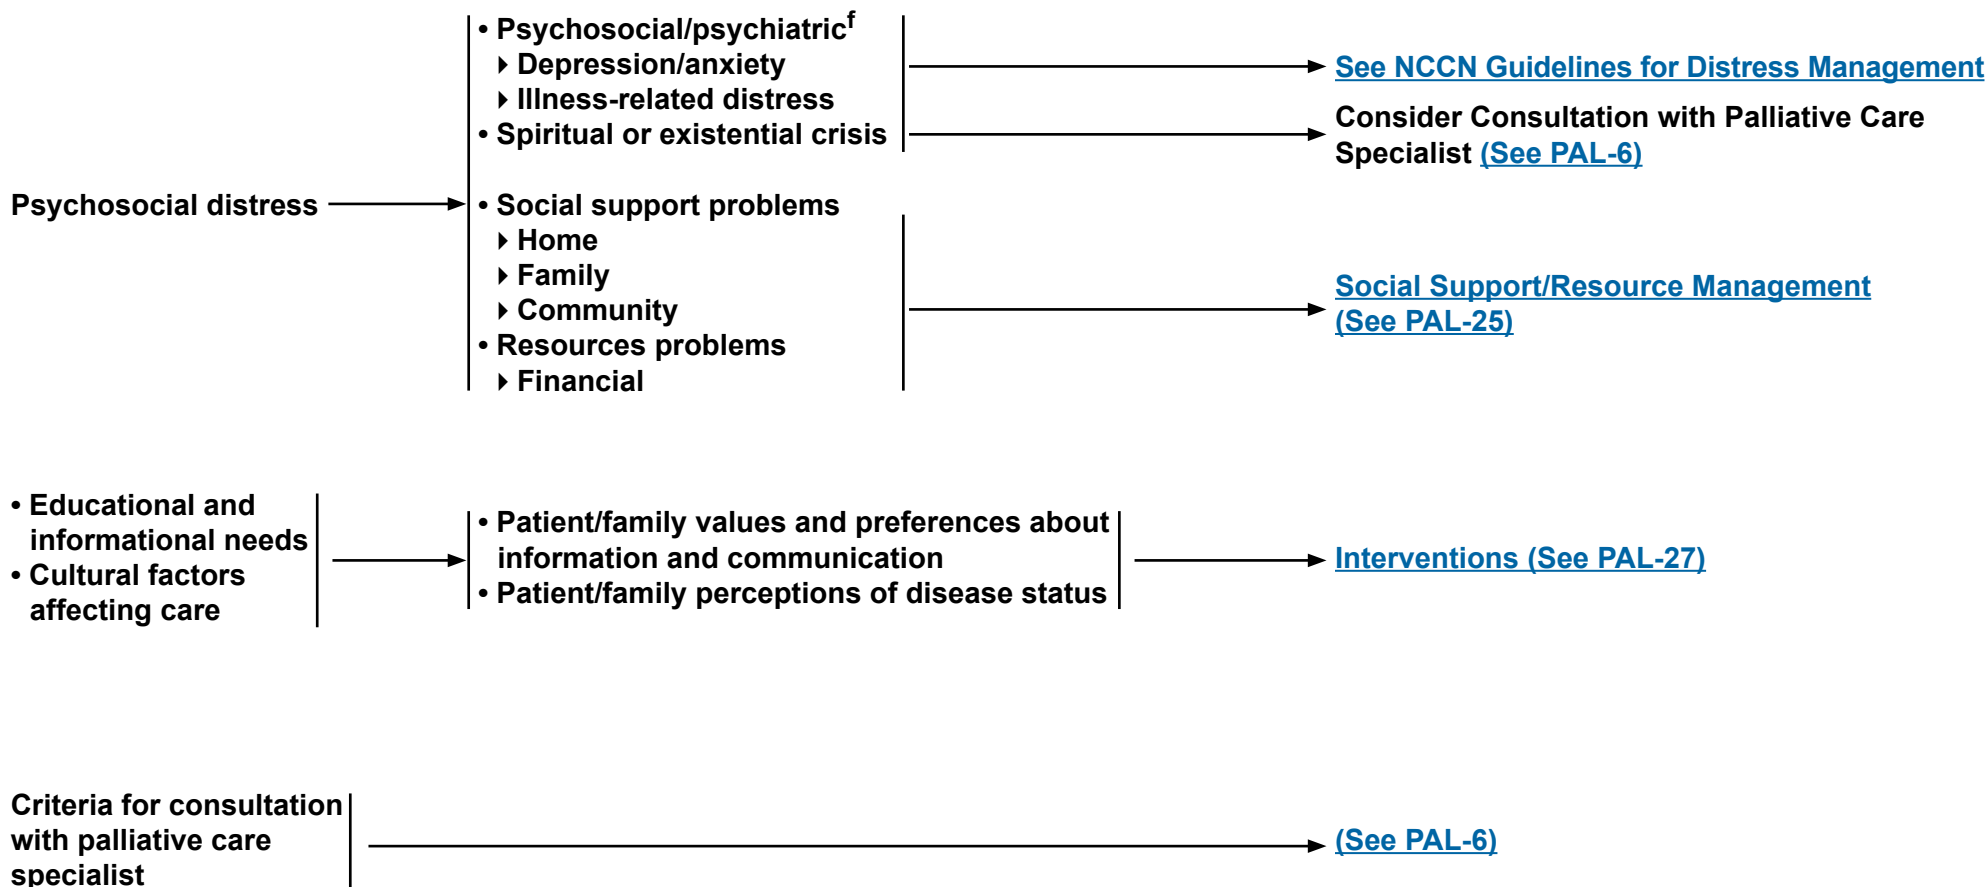 Psychosocial distress
• Psychosocial/psychiatricᶠ
▸ Depression/anxiety
▸ Illness-related distress
• Spiritual or existential crisis
• Social support problems
▸ Home
▸ Family
▸ Community
• Resources problems
▸ Financial
See NCCN Guidelines for Distress Management
Consider Consultation with Palliative Care
Specialist (See PAL-6)
Social Support/Resource Management
(See PAL-25)
• Educational and
informational needs
• Cultural factors
affecting care
• Patient/family values and preferences about
information and communication
• Patient/family perceptions of disease status
Interventions (See PAL-27)
Criteria for consultation
with palliative care
specialist
(See PAL-6)